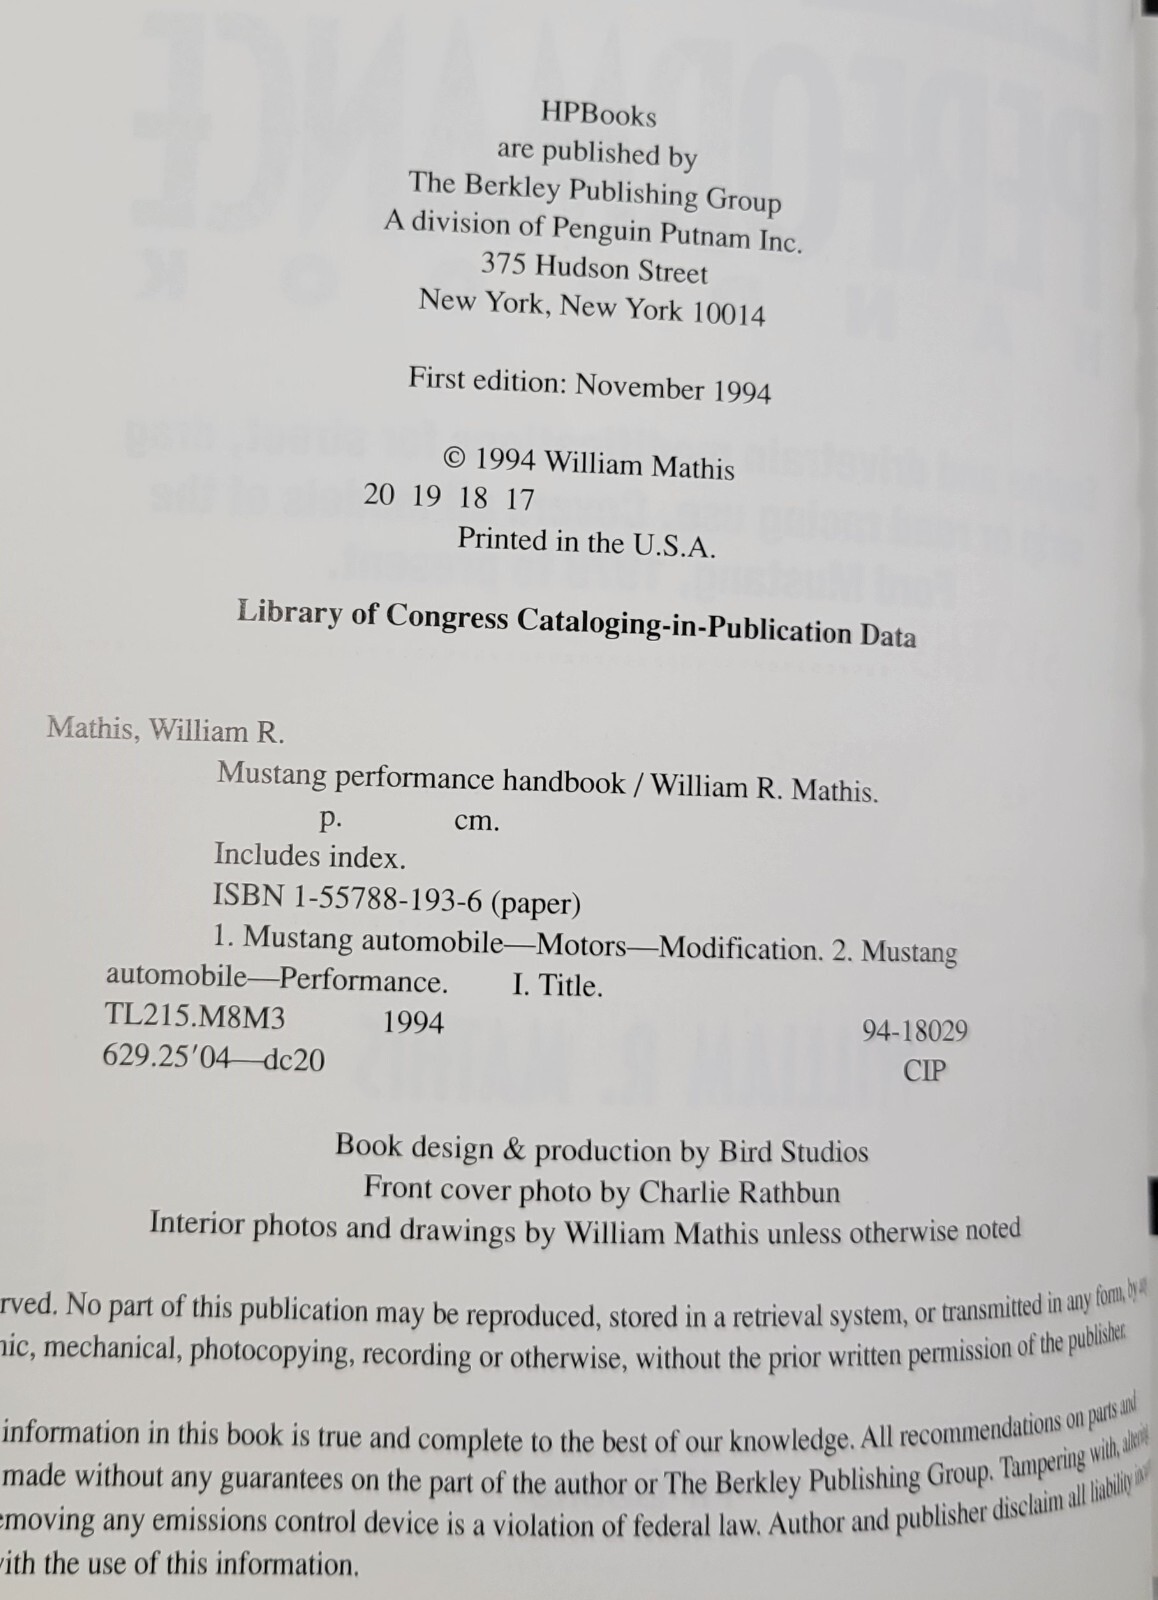 HPBooks
are published by
The Berkley Publishing Group
A division of Penguin Putnam Inc.
375 Hudson Street
New York, New York 10014
First edition: November 1994
© 1994 William Mathis
20 19 18 17
Printed in the U.S.A.
Library of Congress Cataloging-in-Publication Data
Mathis, William R.
Mustang performance handbook / William R. Mathis.
p. cm.
Includes index.
ISBN 1-55788-193-6 (paper)
1. Mustang automobile—Motors—Modification. 2. Mustang
automobile—Performance. I. Title.
TL215.M8M3 1994 94-18029
629.25'04—dc20 CIP
Book design & production by Bird Studios
Front cover photo by Charlie Rathbun
Interior photos and drawings by William Mathis unless otherwise noted
rved. No part of this publication may be reproduced, stored in a retrieval system, or transmitted in any form, by
nic, mechanical, photocopying, recording or otherwise, without the prior written permission of the publisher.
information in this book is true and complete to the best of our knowledge. All recommendations on parts and
made without any guarantees on the part of the author or The Berkley Publishing Group. Tampering with,
emoving any emissions control device is a violation of federal law. Author and publisher disclaim all liability
ith the use of this information.